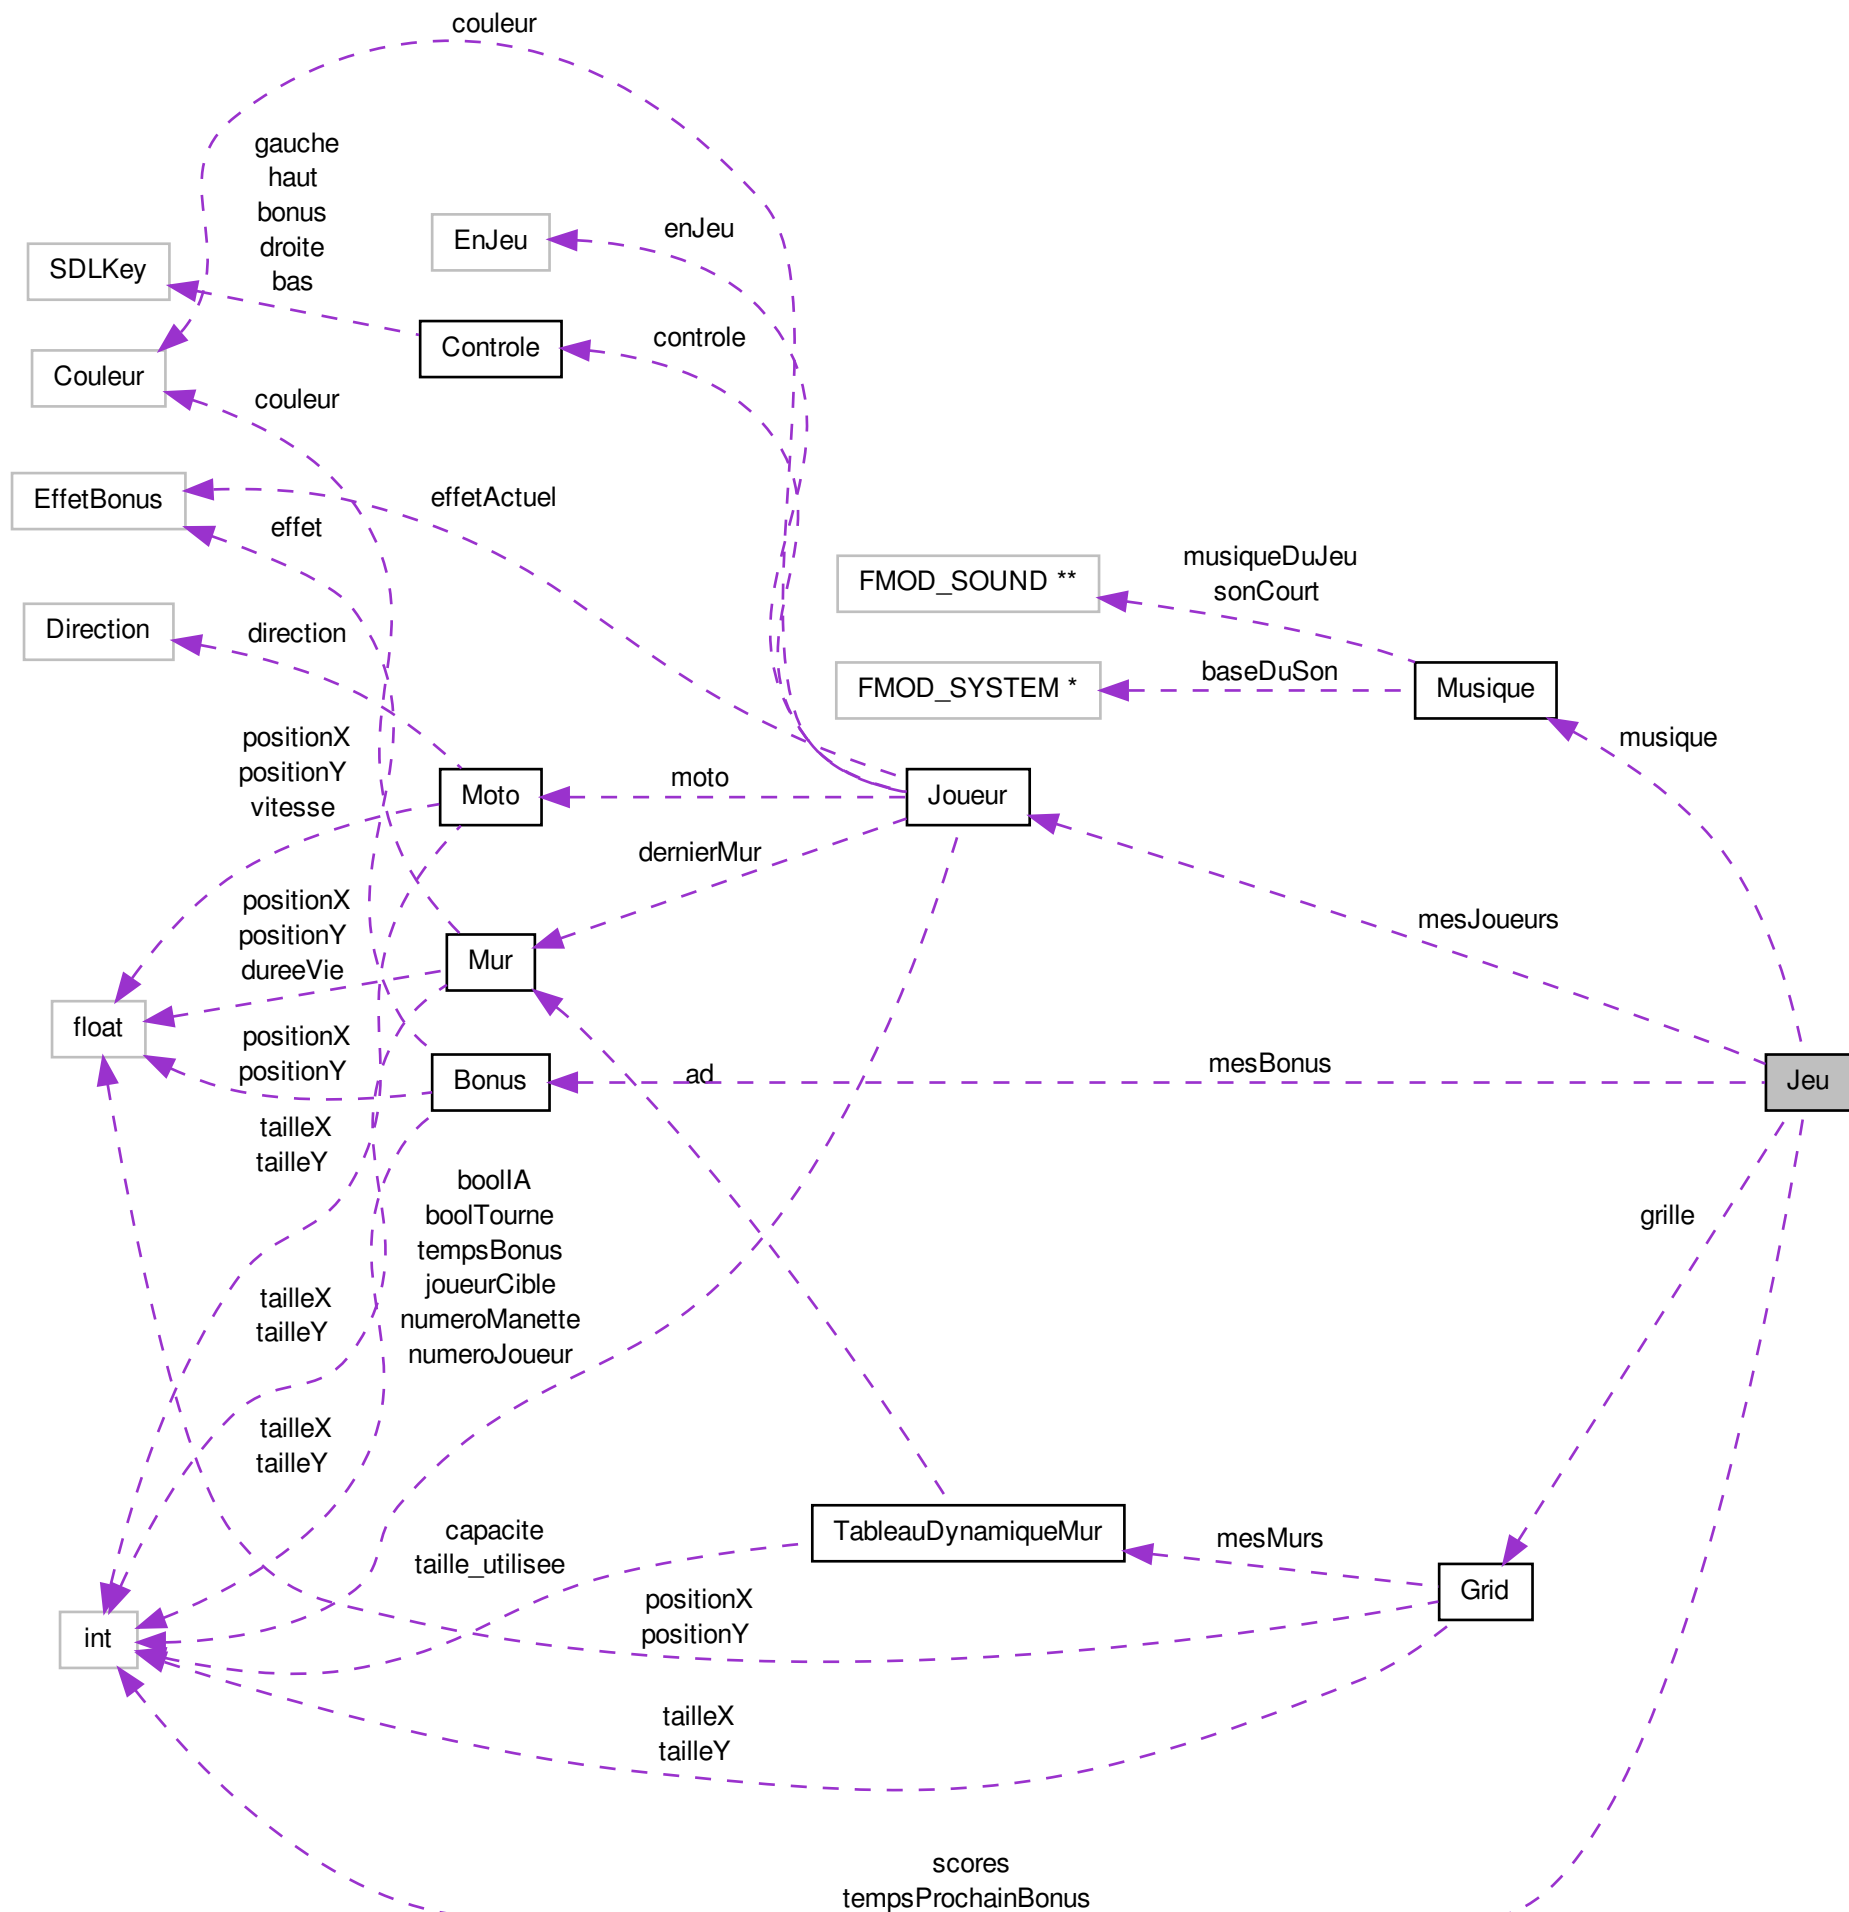 couleur
gauche
haut
bonus
droite
bas
enJeu
EnJeu
SDLKey
controle
Controle
Couleur
couleur
effetActuel
EffetBonus
effet
musiqueDuJeu
sonCourt
FMOD_SOUND **
Direction
direction
baseDuSon
FMOD_SYSTEM *
Musique
musique
positionX
positionY
vitesse
moto
Moto
Joueur
dernierMur
positionX
positionY
dureeVie
Mur
mesJoueurs
float
positionX
positionY
Bonus
ad
mesBonus
Jeu
tailleX
tailleY
boolIA
boolTourne
tempsBonus
joueurCible
numeroManette
numeroJoueur
grille
tailleX
tailleY
tailleX
tailleY
capacite
taille_utilisee
TableauDynamiqueMur
mesMurs
Grid
positionX
positionY
int
tailleX
tailleY
scores
tempsProchainBonus